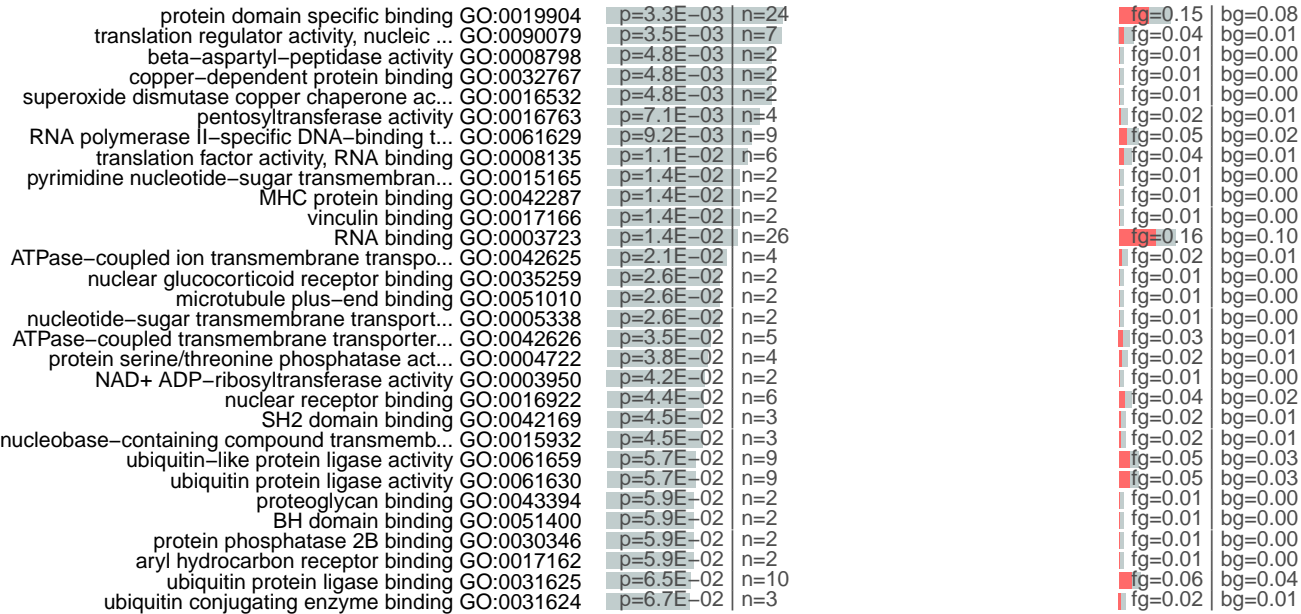 protein domain specific binding GO:0019904 p=3.3E−03 n=24 fg=0.15 bg=0.08
translation regulator activity, nucleic ... GO:0090079 p=3.5E−03 n=7 fg=0.04 bg=0.01
beta−aspartyl−peptidase activity GO:0008798 p=4.8E−03 n=2 fg=0.01 bg=0.00
copper−dependent protein binding GO:0032767 p=4.8E−03 n=2 fg=0.01 bg=0.00
superoxide dismutase copper chaperone ac... GO:0016532 p=4.8E−03 n=2 fg=0.01 bg=0.00
pentosyltransferase activity GO:0016763 p=7.1E−03 n=4 fg=0.02 bg=0.01
RNA polymerase II−specific DNA−binding t... GO:0061629 p=9.2E−03 n=9 fg=0.05 bg=0.02
translation factor activity, RNA binding GO:0008135 p=1.1E−02 n=6 fg=0.04 bg=0.01
pyrimidine nucleotide−sugar transmembran... GO:0015165 p=1.4E−02 n=2 fg=0.01 bg=0.00
MHC protein binding GO:0042287 p=1.4E−02 n=2 fg=0.01 bg=0.00
vinculin binding GO:0017166 p=1.4E−02 n=2 fg=0.01 bg=0.00
RNA binding GO:0003723 p=1.4E−02 n=26 fg=0.16 bg=0.10
ATPase−coupled ion transmembrane transpo... GO:0042625 p=2.1E−02 n=4 fg=0.02 bg=0.01
nuclear glucocorticoid receptor binding GO:0035259 p=2.6E−02 n=2 fg=0.01 bg=0.00
microtubule plus−end binding GO:0051010 p=2.6E−02 n=2 fg=0.01 bg=0.00
nucleotide−sugar transmembrane transport... GO:0005338 p=2.6E−02 n=2 fg=0.01 bg=0.00
ATPase−coupled transmembrane transporter... GO:0042626 p=3.5E−02 n=5 fg=0.03 bg=0.01
protein serine/threonine phosphatase act... GO:0004722 p=3.8E−02 n=4 fg=0.02 bg=0.01
NAD+ ADP−ribosyltransferase activity GO:0003950 p=4.2E−02 n=2 fg=0.01 bg=0.00
nuclear receptor binding GO:0016922 p=4.4E−02 n=6 fg=0.04 bg=0.02
SH2 domain binding GO:0042169 p=4.5E−02 n=3 fg=0.02 bg=0.01
nucleobase−containing compound transmemb... GO:0015932 p=4.5E−02 n=3 fg=0.02 bg=0.01
ubiquitin−like protein ligase activity GO:0061659 p=5.7E−02 n=9 fg=0.05 bg=0.03
ubiquitin protein ligase activity GO:0061630 p=5.7E−02 n=9 fg=0.05 bg=0.03
proteoglycan binding GO:0043394 p=5.9E−02 n=2 fg=0.01 bg=0.00
BH domain binding GO:0051400 p=5.9E−02 n=2 fg=0.01 bg=0.00
protein phosphatase 2B binding GO:0030346 p=5.9E−02 n=2 fg=0.01 bg=0.00
aryl hydrocarbon receptor binding GO:0017162 p=5.9E−02 n=2 fg=0.01 bg=0.00
ubiquitin protein ligase binding GO:0031625 p=6.5E−02 n=10 fg=0.06 bg=0.04
ubiquitin conjugating enzyme binding GO:0031624 p=6.7E−02 n=3 fg=0.02 bg=0.01